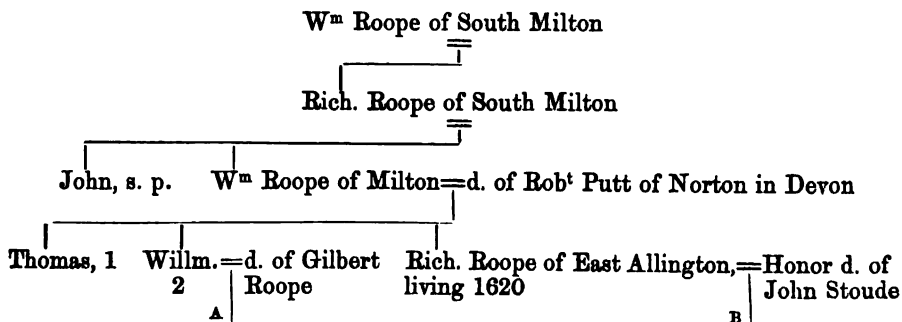 Wᵐ Roope of South Milton
Rich. Roope of South Milton
John, s. p. Wᵐ Roope of Milton=d. of Robᵗ Putt of Norton in Devon
Thomas, 1 Willm.=d. of Gilbert Rich. Roope of East Allington,=Honor d. of
2 Roope living 1620 John Stoude
A B